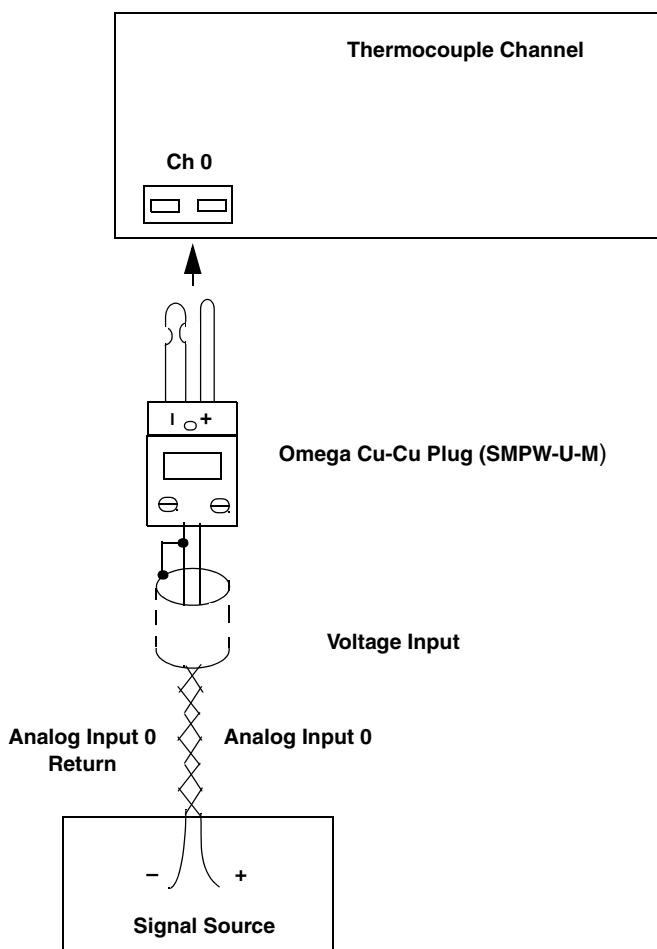 Thermocouple Channel
Ch 0
I +
Omega Cu-Cu Plug (SMPW-U-M)
Voltage Input
Analog Input 0
Return
Analog Input 0
– +
Signal Source